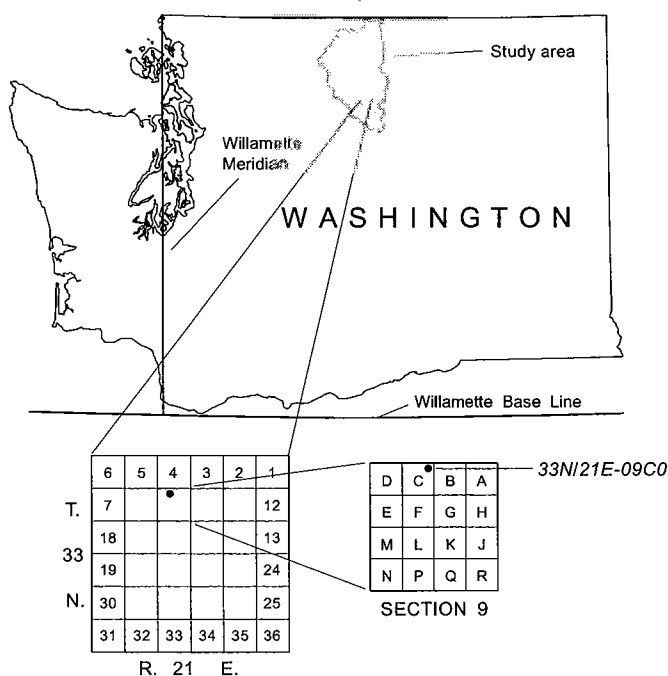 Study area
Willamette
Meridian
WASHINGTON
Willamette Base Line
6 5 4 3 2 1
T. 7 12
18 13
33
19 24
N. 30 25
31 32 33 34 35 36
R. 21 E.
D C B A
E F G H
M L K J
N P Q R
SECTION 9
33N/21E-09C0